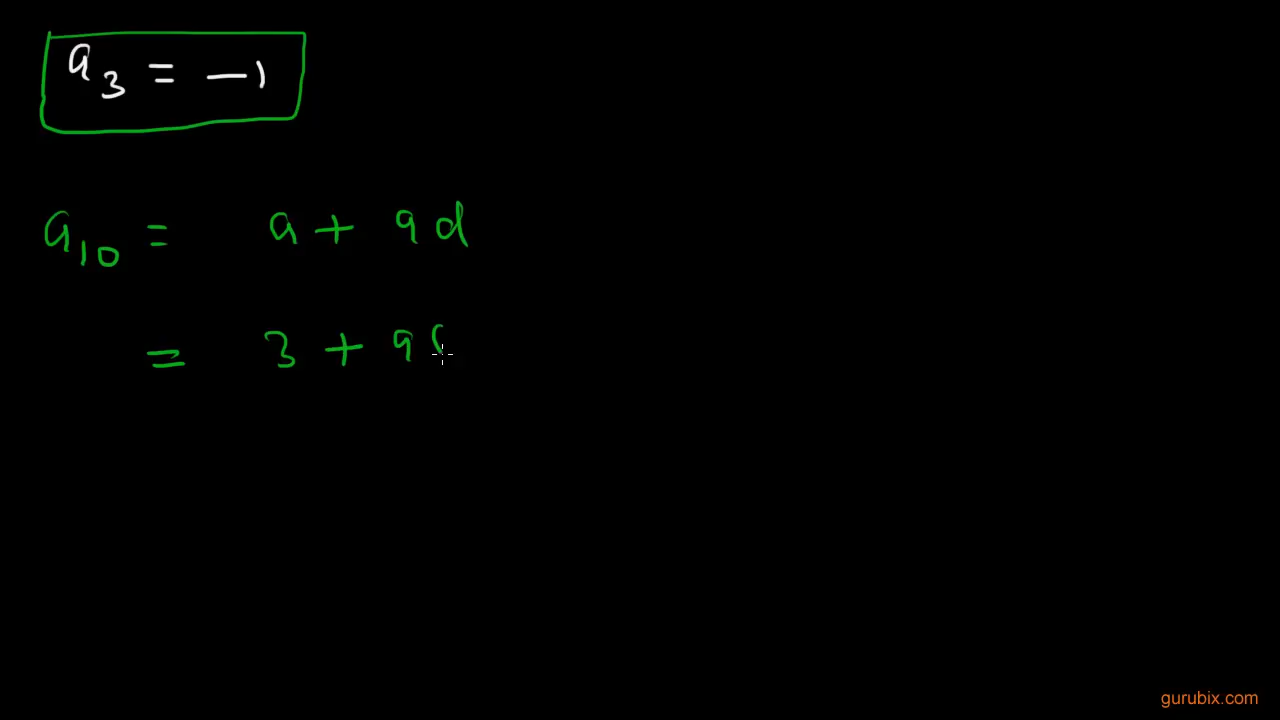 a₃ = -1
a₁₀ = a + 9d
= 3 + 9(
gurubix.com